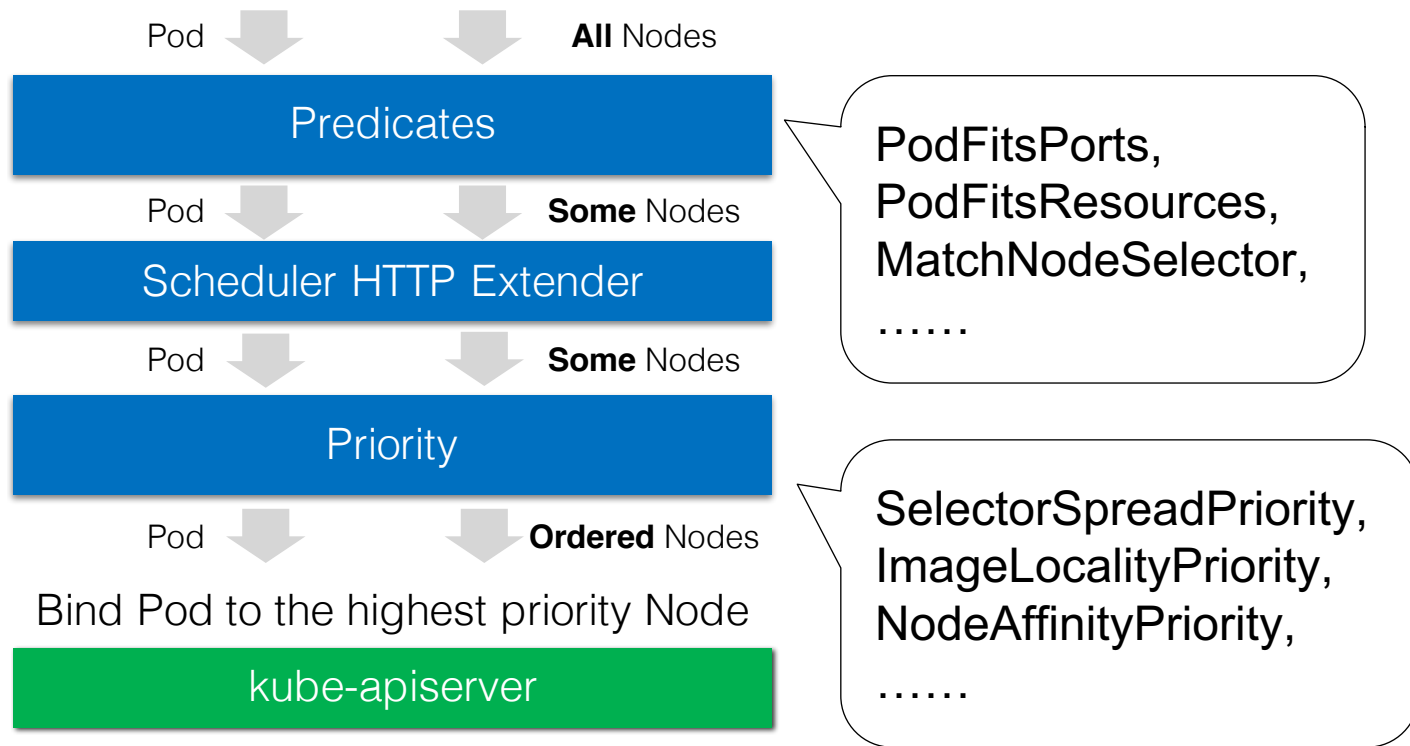 Pod All Nodes
Predicates
Pod Some Nodes
Scheduler HTTP Extender
Pod Some Nodes
Priority
Pod Ordered Nodes
Bind Pod to the highest priority Node
kube-apiserver
PodFitsPorts,
PodFitsResources,
MatchNodeSelector,
......
SelectorSpreadPriority,
ImageLocalityPriority,
NodeAffinityPriority,
......